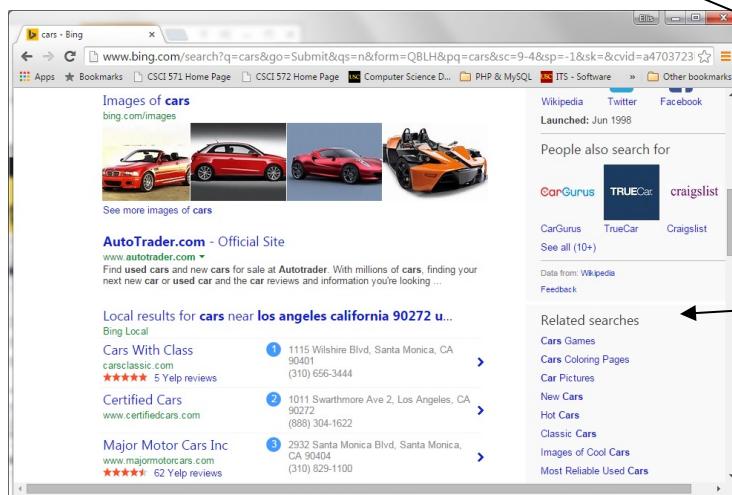 Ellis
cars - Bing
www.bing.com/search?q=cars&go=Submit&qs=n&form=QBLH&pq=cars&sc=9-4&sp=-1&sk=&cvid=a4703723
Apps Bookmarks CSCI 571 Home Page CSCI 572 Home Page USC Computer Science D... PHP & MySQL USC ITS - Software » Other bookmarks
Images of cars
bing.com/images
See more images of cars
AutoTrader.com - Official Site
www.autotrader.com
Find used cars and new cars for sale at Autotrader. With millions of cars, finding your
next new car or used car and the car reviews and information you're looking ...
Local results for cars near los angeles california 90272 u...
Bing Local
Cars With Class
carsclassic.com
5 Yelp reviews
1 1115 Wilshire Blvd, Santa Monica, CA
90401
(310) 656-3444
Certified Cars
www.certifiedcars.com
2 1011 Swarthmore Ave 2, Los Angeles, CA
90272
(888) 304-1622
Major Motor Cars Inc
www.majormotorcars.com
62 Yelp reviews
3 2932 Santa Monica Blvd, Santa Monica,
CA 90404
(310) 829-1100
Wikipedia Twitter Facebook
Launched: Jun 1998
People also search for
CarGurus TRUECar craigslist
CarGurus TrueCar Craigslist
See all (10+)
Data from: Wikipedia
Feedback
Related searches
Cars Games
Cars Coloring Pages
Car Pictures
New Cars
Hot Cars
Classic Cars
Images of Cool Cars
Most Reliable Used Cars